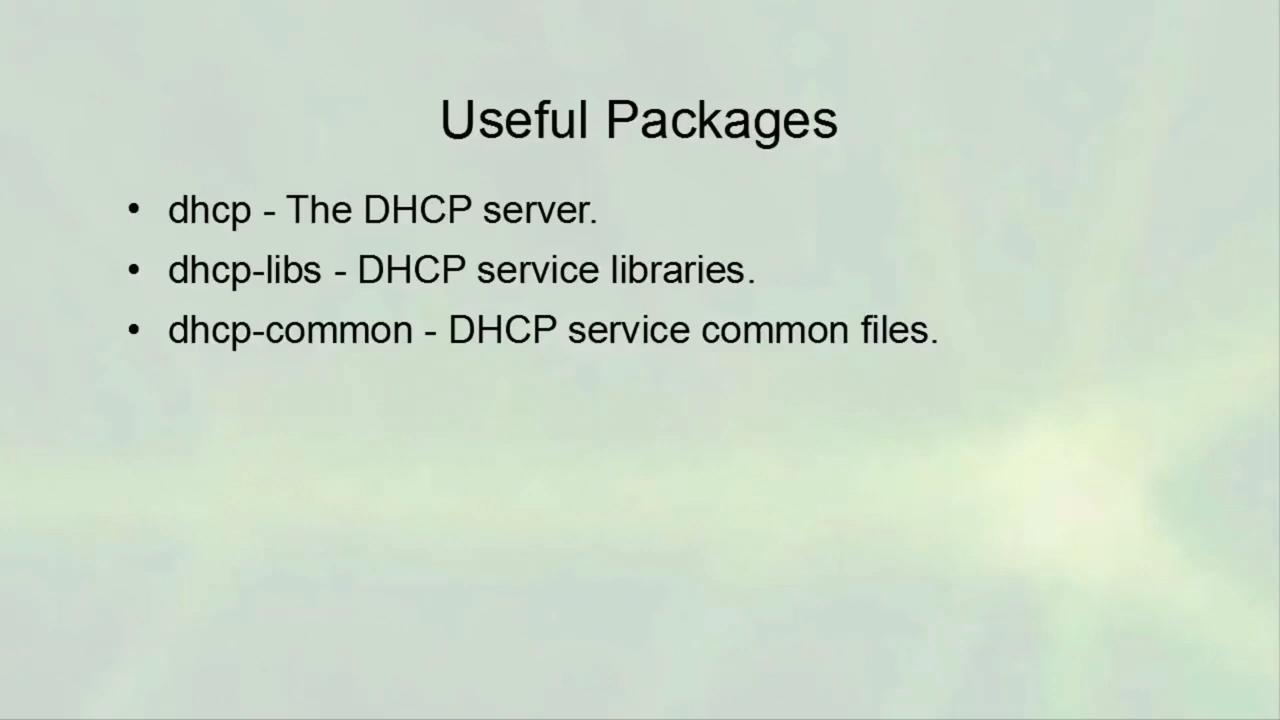 Useful Packages
• dhcp - The DHCP server.
• dhcp-libs - DHCP service libraries.
• dhcp-common - DHCP service common files.